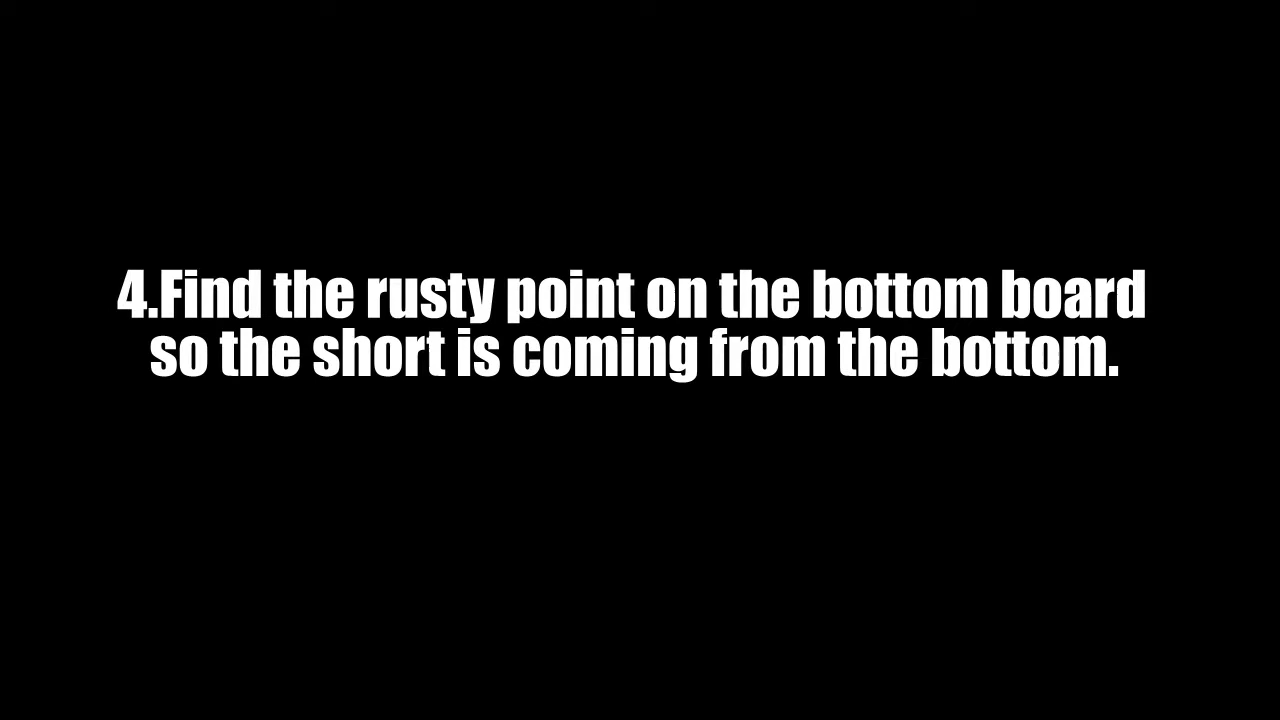 4.Find the rusty point on the bottom board
so the short is coming from the bottom.